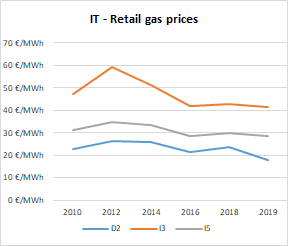 IT - Retail gas prices
70 €/MWh
60 €/MWh
50 €/MWh
40 €/MWh
30 €/MWh
20 €/MWh
10 €/MWh
0 €/MWh
2010 2012 2014 2016 2018 2019
D2 I3 I5